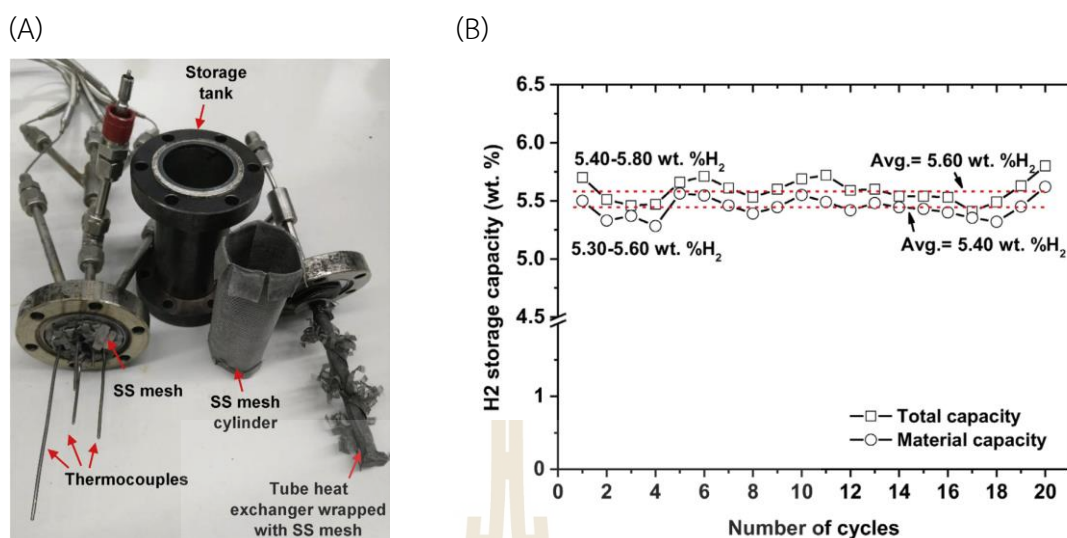 (A)
(B)
Storage
tank
SS mesh
SS mesh
cylinder
Thermocouples
Tube heat
exchanger wrapped
with SS mesh
H2 storage capacity (wt. %)
6.5
6.0
5.5
5.0
4.5
1
0
5.40-5.80 wt. %H₂
Avg.= 5.60 wt. %H₂
5.30-5.60 wt. %H₂
Avg.= 5.40 wt. %H₂
Total capacity
Material capacity
0 2 4 6 8 10 12 14 16 18 20
Number of cycles